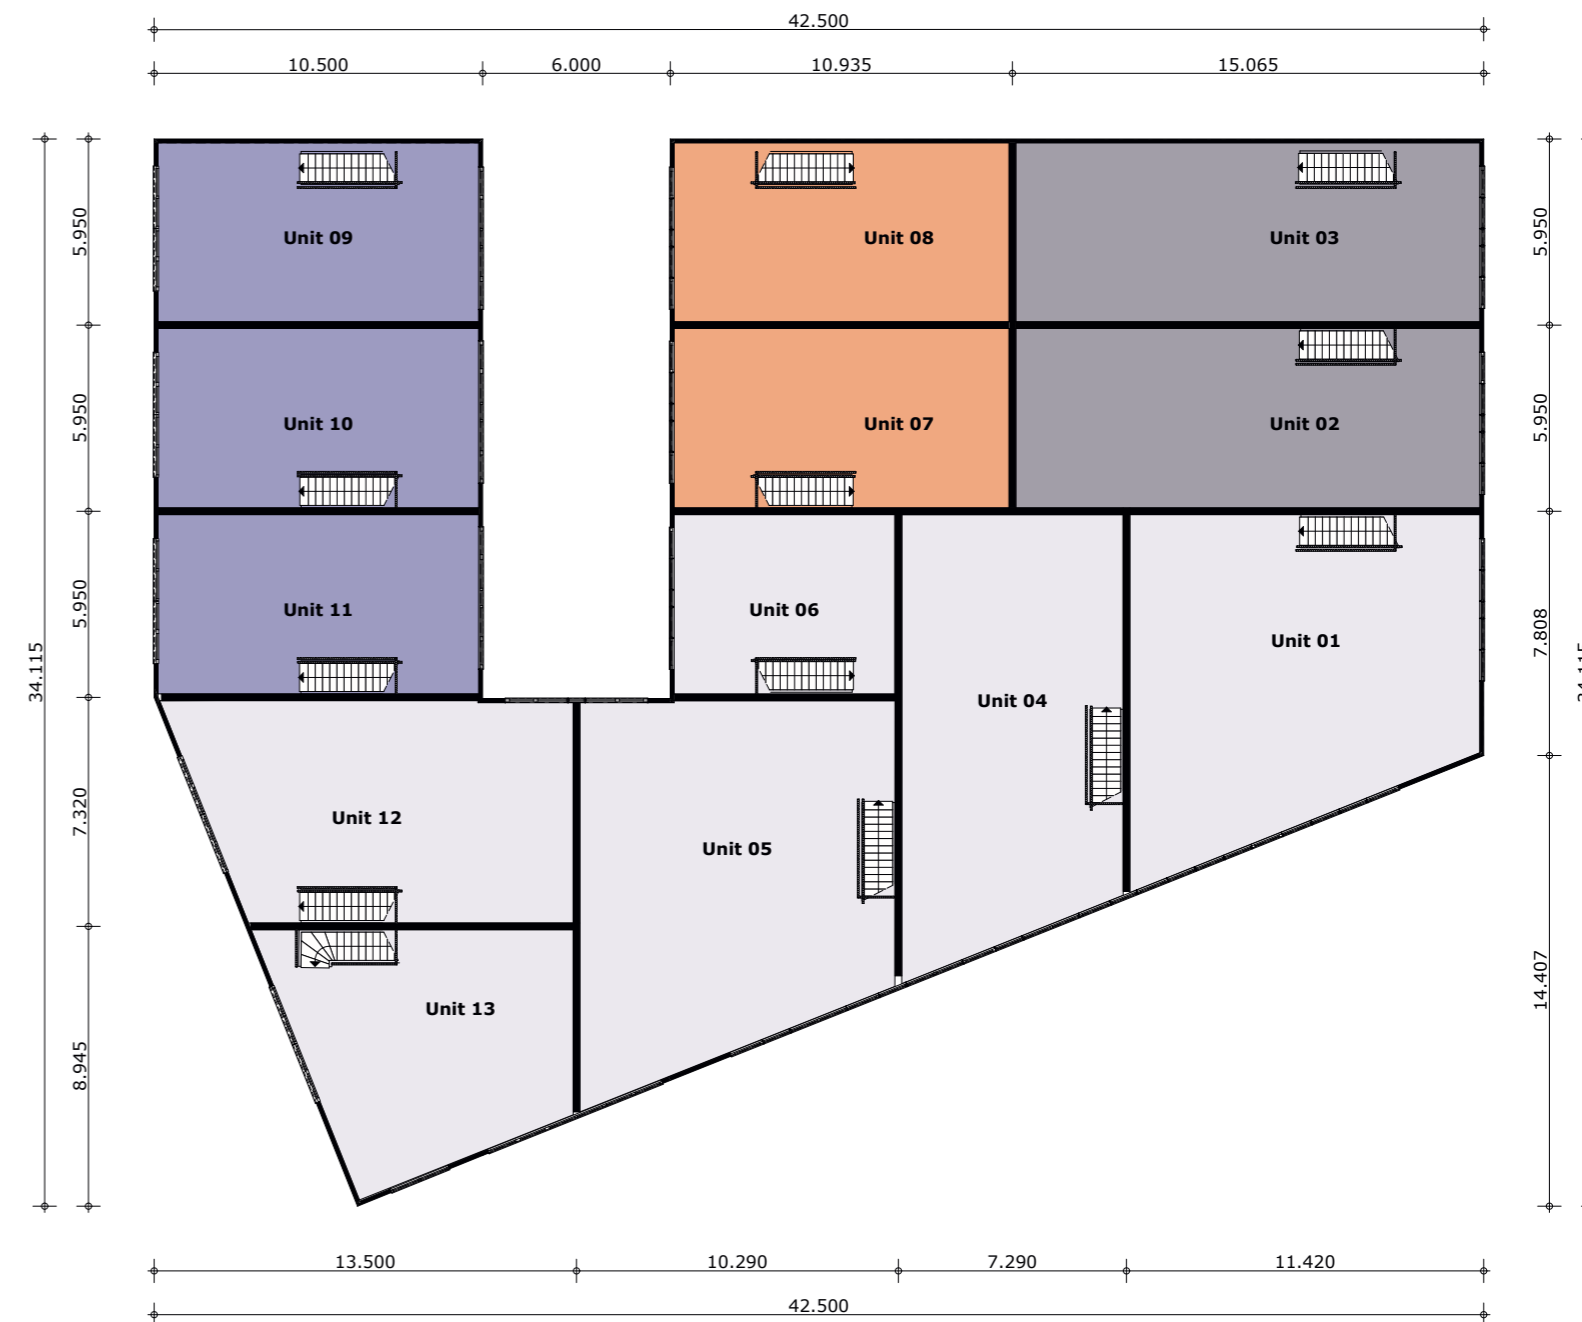 42.500
10.500 6.000 10.935 15.065
5.950 Unit 09 Unit 08 Unit 03 5.950
5.950 Unit 10 Unit 07 Unit 02 5.950
5.950 Unit 11 Unit 06 Unit 01 7.808
34.115 Unit 04
7.320 Unit 12 Unit 05
8.945 Unit 13 14.407
13.500 10.290 7.290 11.420
42.500